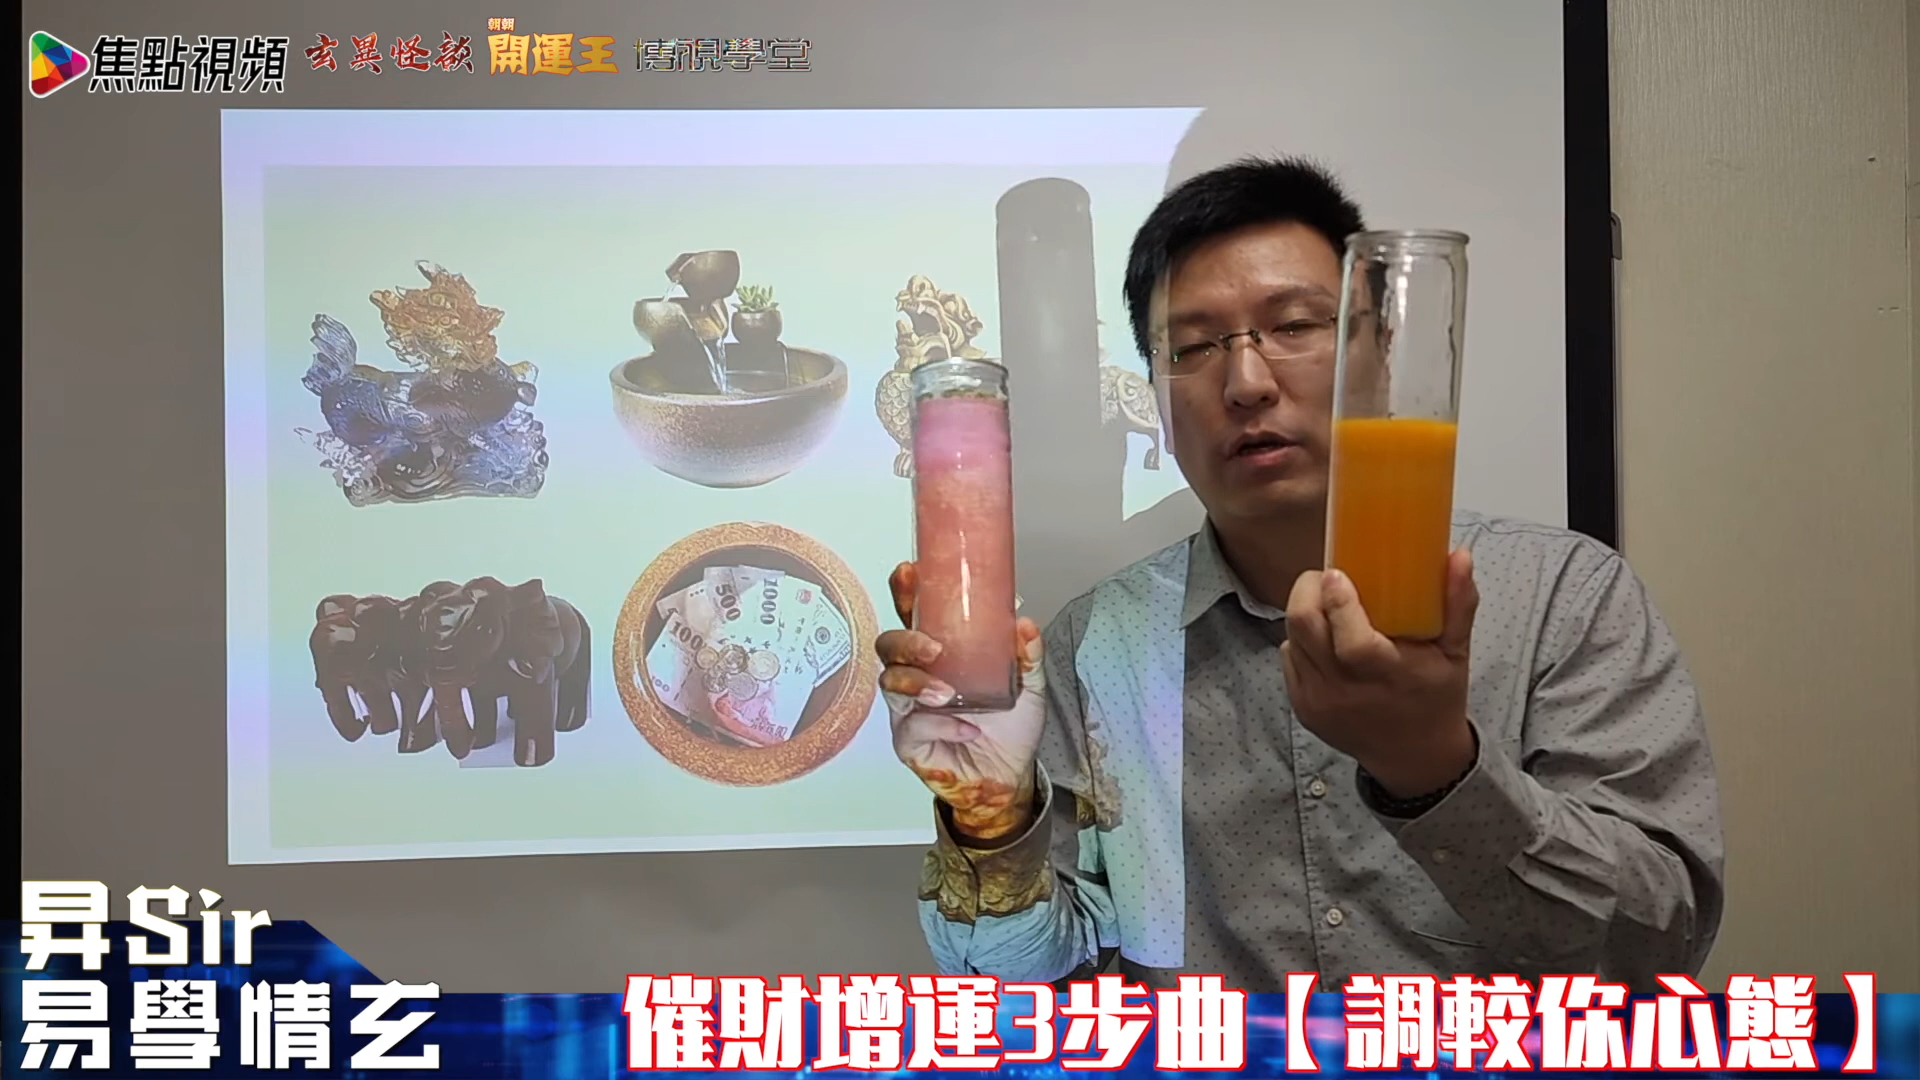 焦點視頻 玄異怪談 朝朝 開運王 博視學堂
500
1000
100
昇Sir
易學情玄
催財增運3步曲【調較你心態】